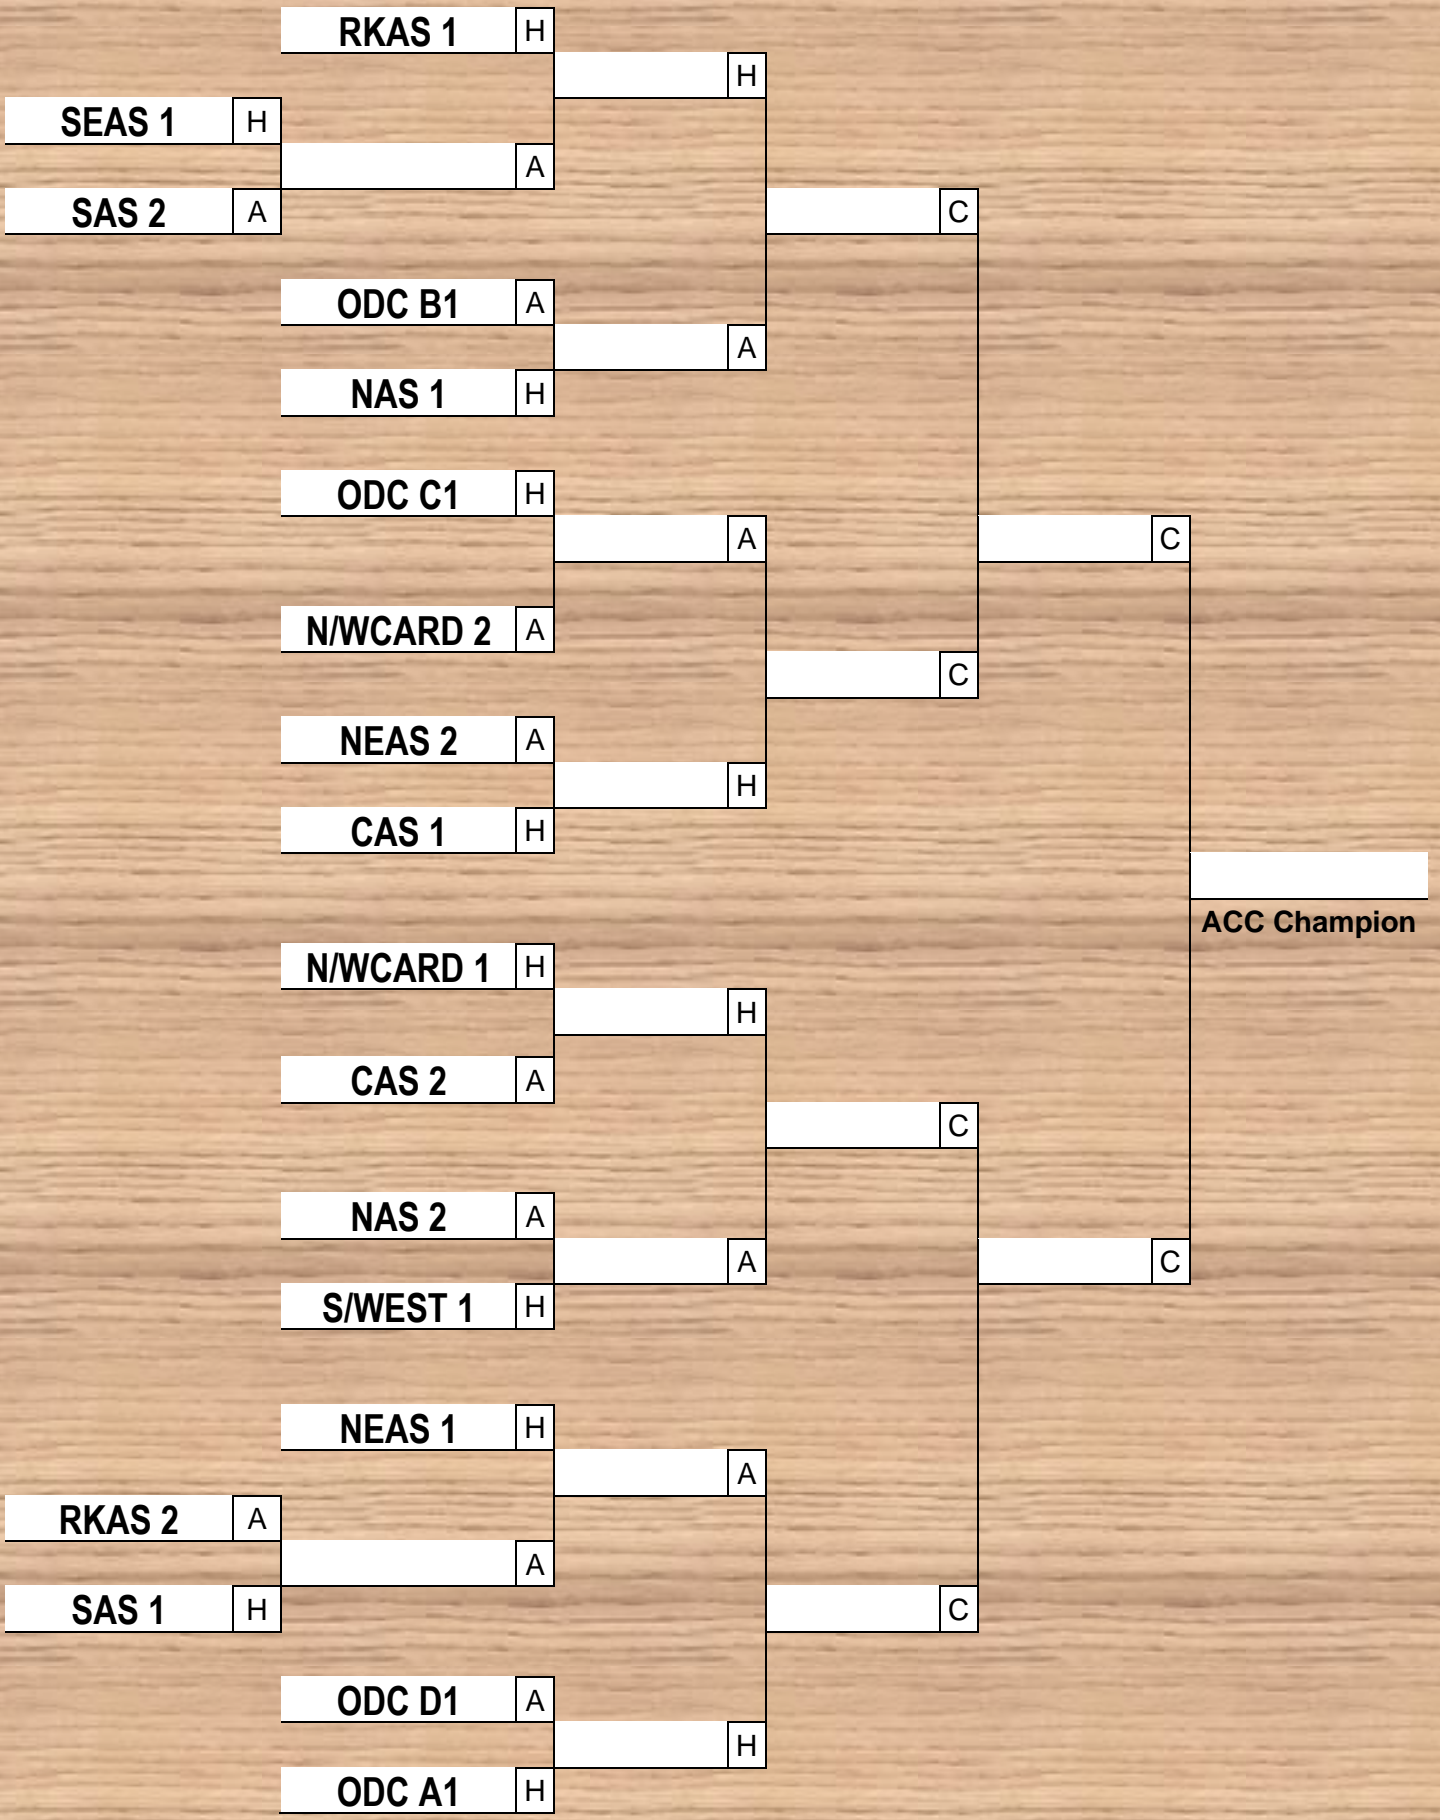 RKAS 1 H
H
SEAS 1 H
A
SAS 2 A
C
ODC B1 A
A
NAS 1 H
ODC C1 H
A
C
N/WCARD 2 A
C
NEAS 2 A
H
CAS 1 H
ACC Champion
N/WCARD 1 H
H
CAS 2 A
C
NAS 2 A
A
C
S/WEST 1 H
NEAS 1 H
A
RKAS 2 A
A
SAS 1 H
C
ODC D1 A
H
ODC A1 H